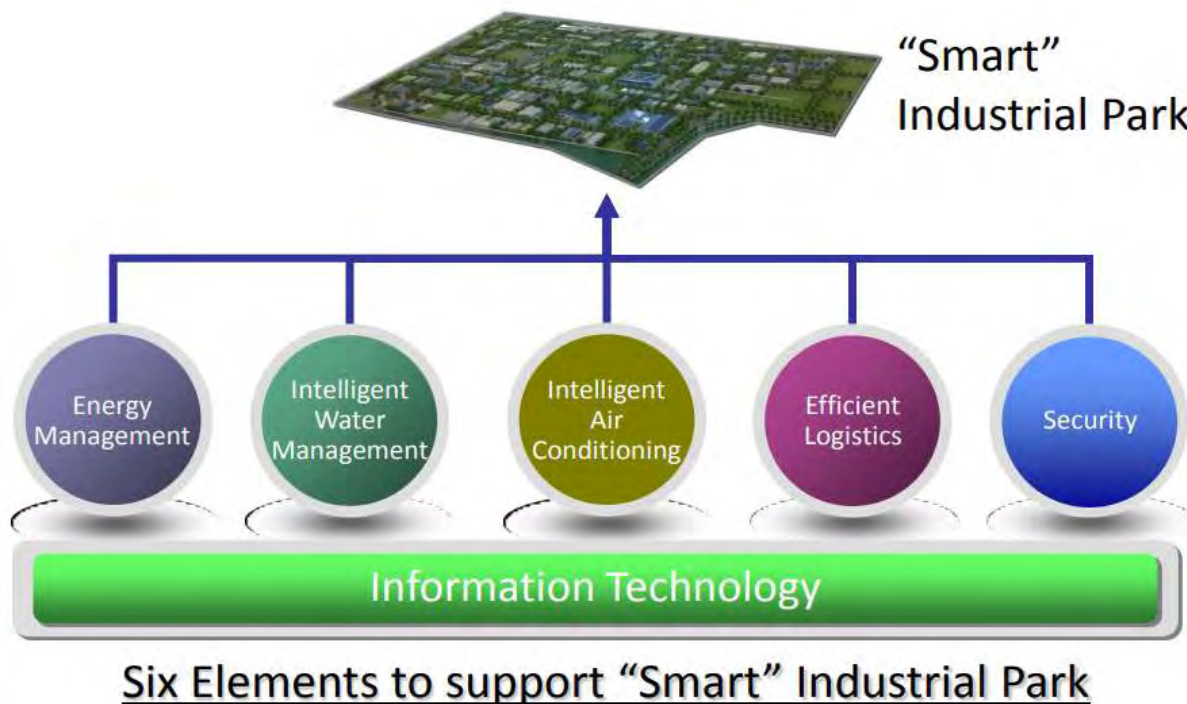 “Smart”
Industrial Park
Energy
Management
Intelligent
Water
Management
Intelligent
Air
Conditioning
Efficient
Logistics
Security
Information Technology
Six Elements to support “Smart” Industrial Park